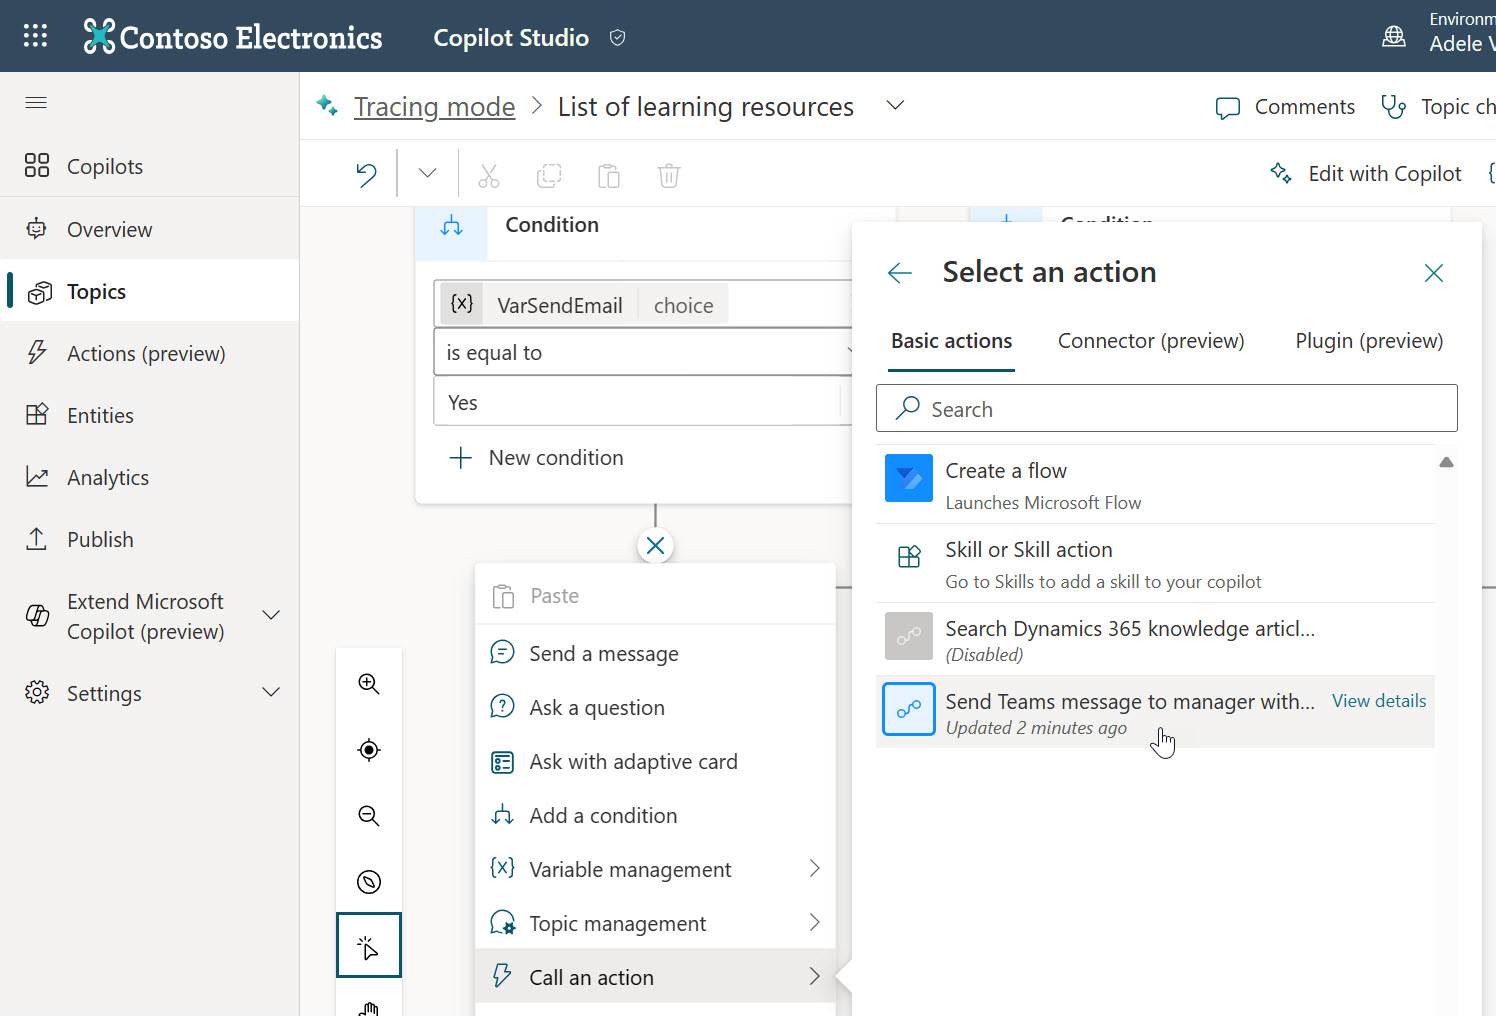 Contoso Electronics
Copilot Studio
Environm
Adele V
Tracing mode > List of learning resources
Comments
Topic ch
Edit with Copilot
Copilots
Overview
Topics
Actions (preview)
Entities
Analytics
Publish
Extend Microsoft
Copilot (preview)
Settings
Condition
{x} VarSendEmail choice
is equal to
Yes
New condition
Paste
Send a message
Ask a question
Ask with adaptive card
Add a condition
{x} Variable management
Topic management
Call an action
Condition
Select an action
Basic actions
Connector (preview)
Plugin (preview)
Search
Create a flow
Launches Microsoft Flow
Skill or Skill action
Go to Skills to add a skill to your copilot
Search Dynamics 365 knowledge articl...
(Disabled)
Send Teams message to manager with... View details
Updated 2 minutes ago